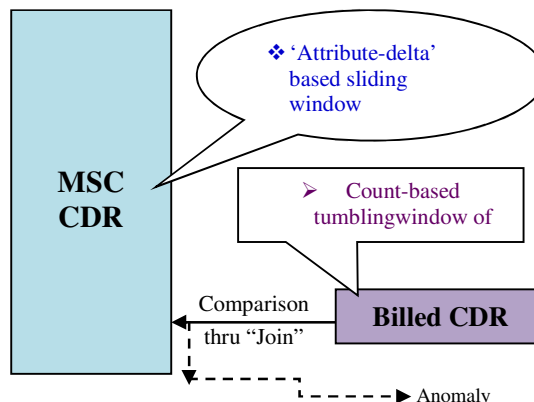 ❖ 'Attribute-delta'
based sliding
window
MSC
CDR
➢ Count-based
tumblingwindow of
Comparison
thru "Join"
Billed CDR
Anomaly